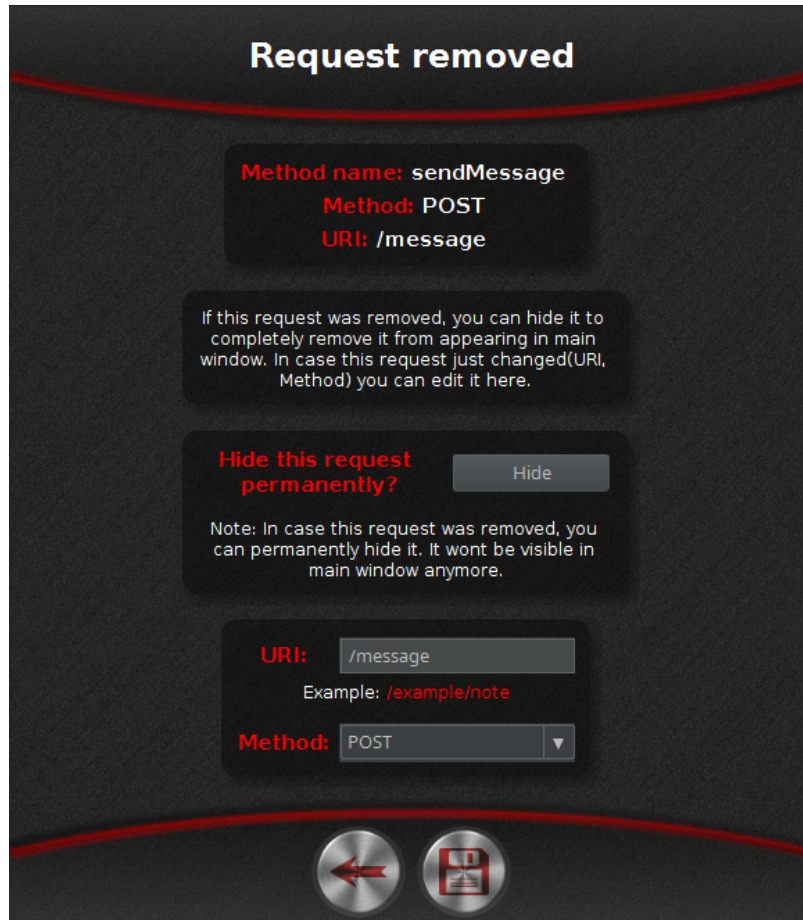 Request removed
Method name: sendMessage
Method: POST
URI: /message
If this request was removed, you can hide it to
completely remove it from appearing in main
window. In case this request just changed(URI,
Method) you can edit it here.
Hide this request
permanently?
Hide
Note: In case this request was removed, you
can permanently hide it. It wont be visible in
main window anymore.
URI: /message
Example: /example/note
Method: POST